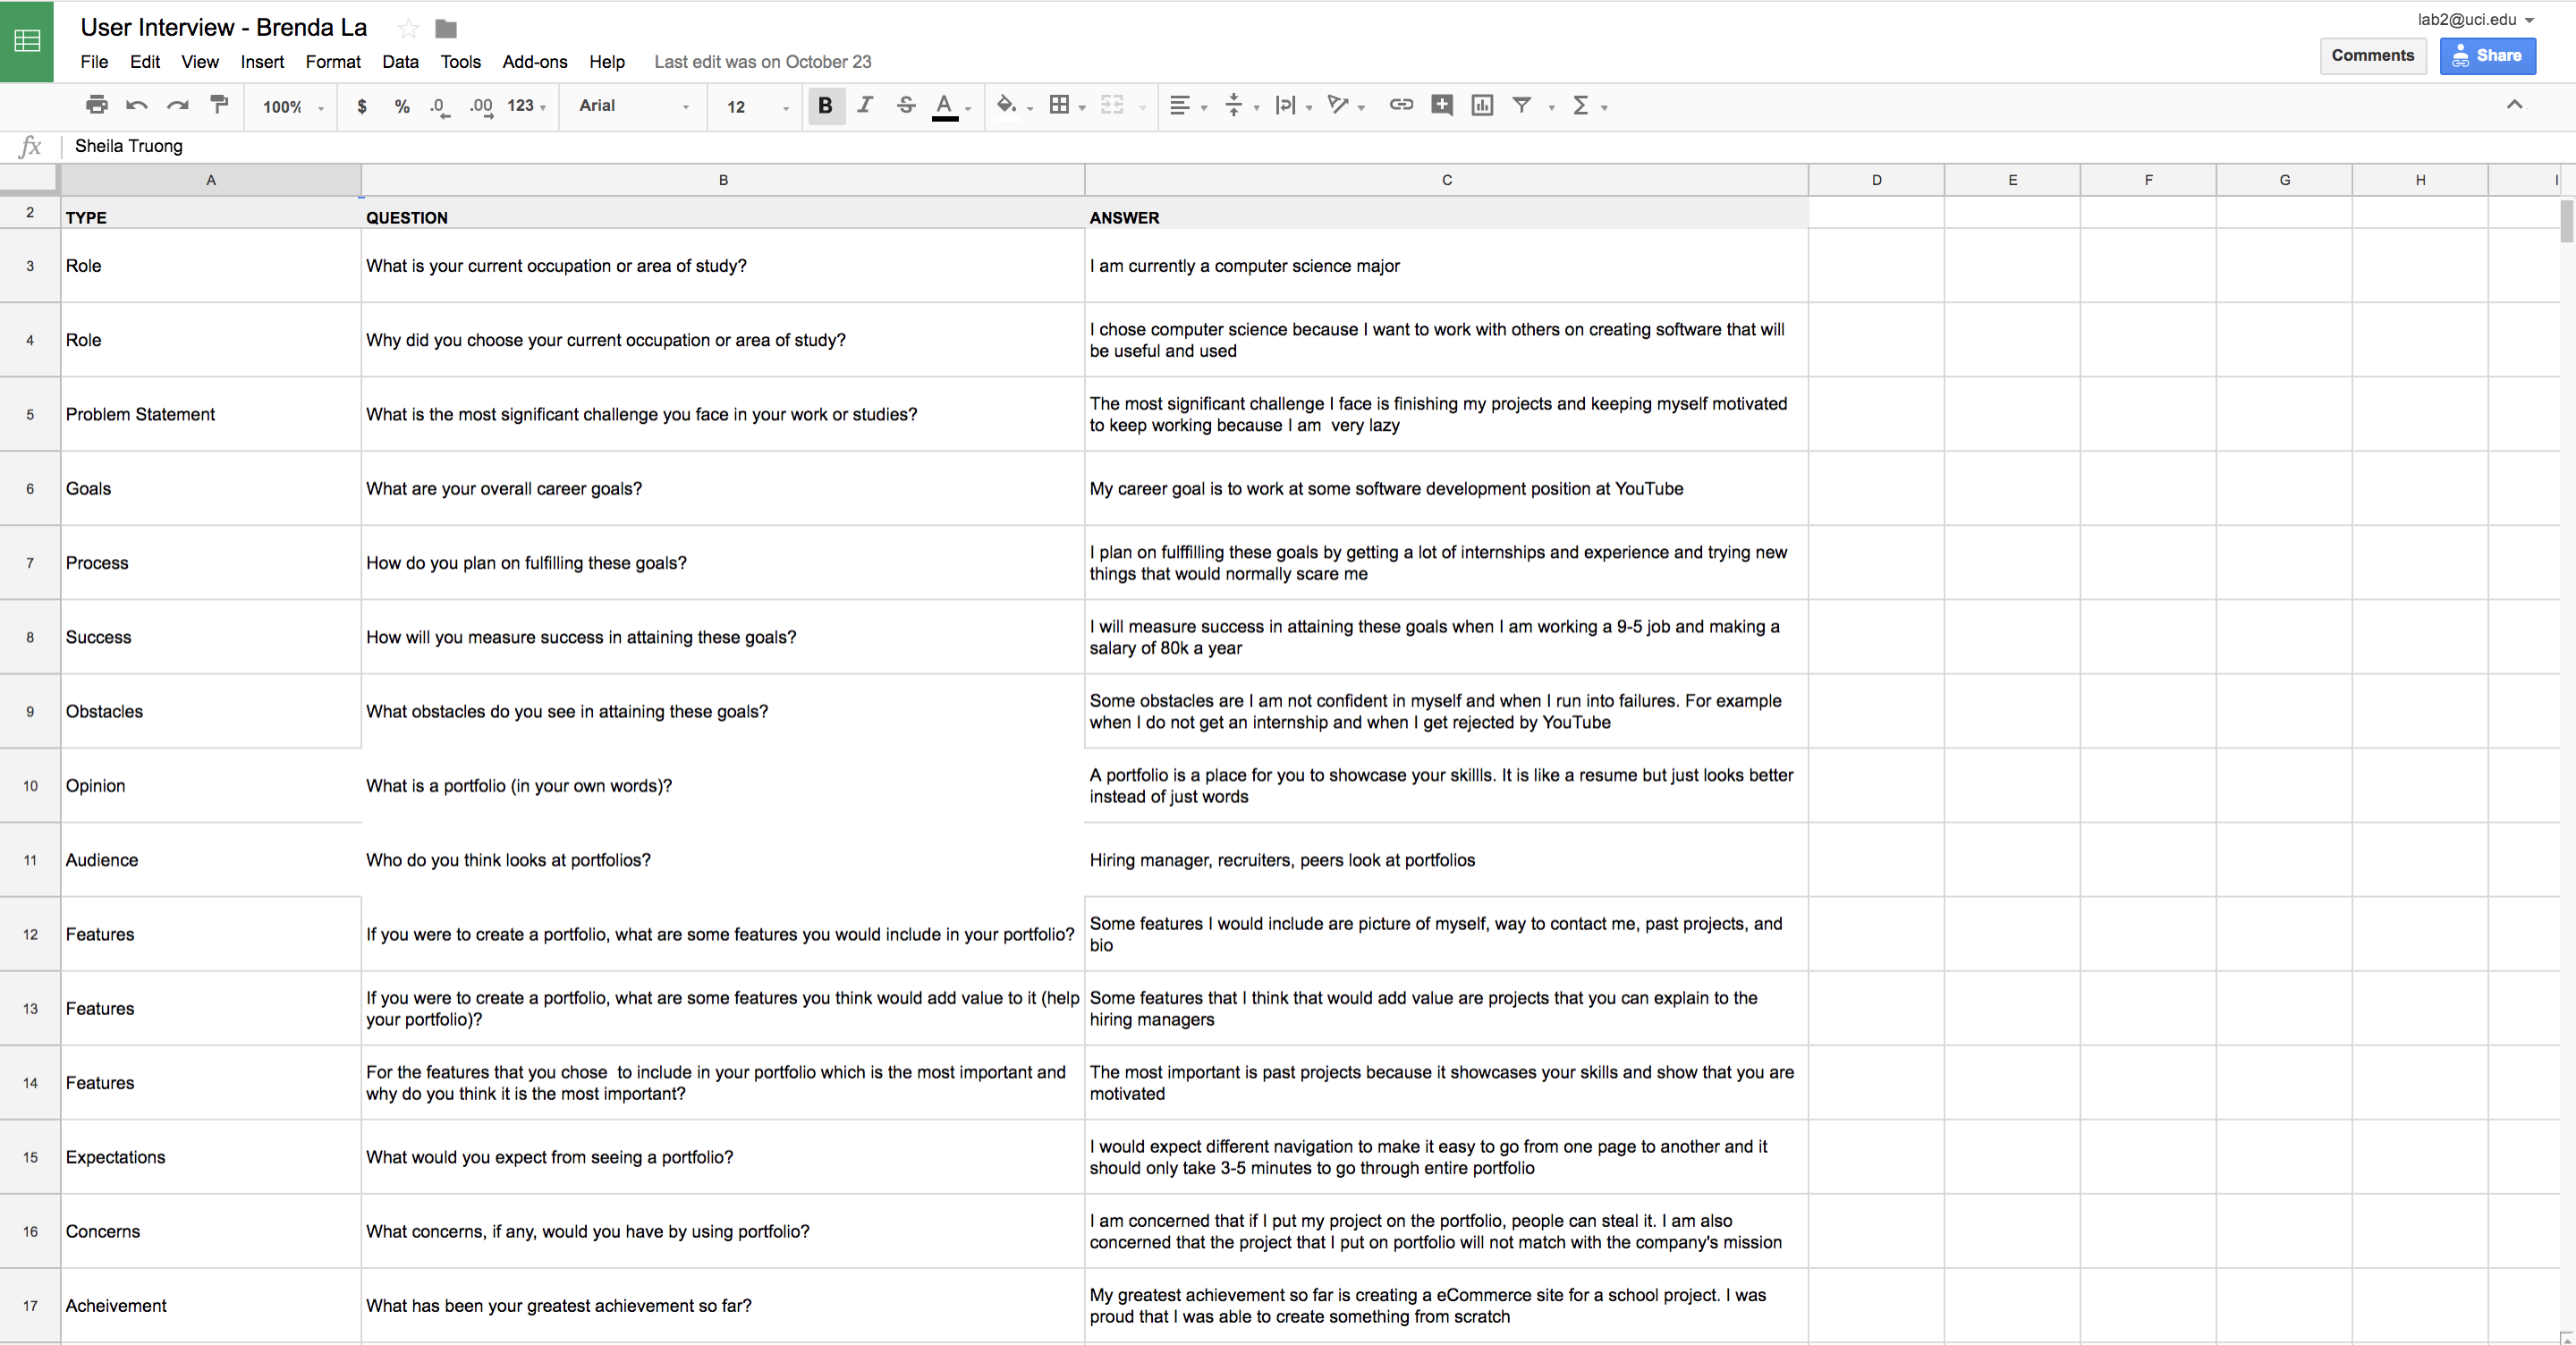 User Interview - Brenda La
lab2@uci.edu
File Edit View Insert Format Data Tools Add-ons Help Last edit was on October 23
Comments Share
100% $ % .0 .00 123 Arial 12 B I S A
fx Sheila Truong
A B C D E F G H I
2 TYPE QUESTION ANSWER
3 Role What is your current occupation or area of study? I am currently a computer science major
4 Role Why did you choose your current occupation or area of study? I chose computer science because I want to work with others on creating software that will
be useful and used
5 Problem Statement What is the most significant challenge you face in your work or studies? The most significant challenge I face is finishing my projects and keeping myself motivated
to keep working because I am  very lazy
6 Goals What are your overall career goals? My career goal is to work at some software development position at YouTube
7 Process How do you plan on fulfilling these goals? I plan on fulffilling these goals by getting a lot of internships and experience and trying new
things that would normally scare me
8 Success How will you measure success in attaining these goals? I will measure success in attaining these goals when I am working a 9-5 job and making a
salary of 80k a year
9 Obstacles What obstacles do you see in attaining these goals? Some obstacles are I am not confident in myself and when I run into failures. For example
when I do not get an internship and when I get rejected by YouTube
10 Opinion What is a portfolio (in your own words)? A portfolio is a place for you to showcase your skillls. It is like a resume but just looks better
instead of just words
11 Audience Who do you think looks at portfolios? Hiring manager, recruiters, peers look at portfolios
12 Features If you were to create a portfolio, what are some features you would include in your portfolio? Some features I would include are picture of myself, way to contact me, past projects, and
bio
13 Features If you were to create a portfolio, what are some features you think would add value to it (help Some features that I think that would add value are projects that you can explain to the
your portfolio)? hiring managers
14 Features For the features that you chose  to include in your portfolio which is the most important and The most important is past projects because it showcases your skills and show that you are
why do you think it is the most important? motivated
15 Expectations What would you expect from seeing a portfolio? I would expect different navigation to make it easy to go from one page to another and it
should only take 3-5 minutes to go through entire portfolio
16 Concerns What concerns, if any, would you have by using portfolio? I am concerned that if I put my project on the portfolio, people can steal it. I am also
concerned that the project that I put on portfolio will not match with the company's mission
17 Acheivement What has been your greatest achievement so far? My greatest achievement so far is creating a eCommerce site for a school project. I was
proud that I was able to create something from scratch